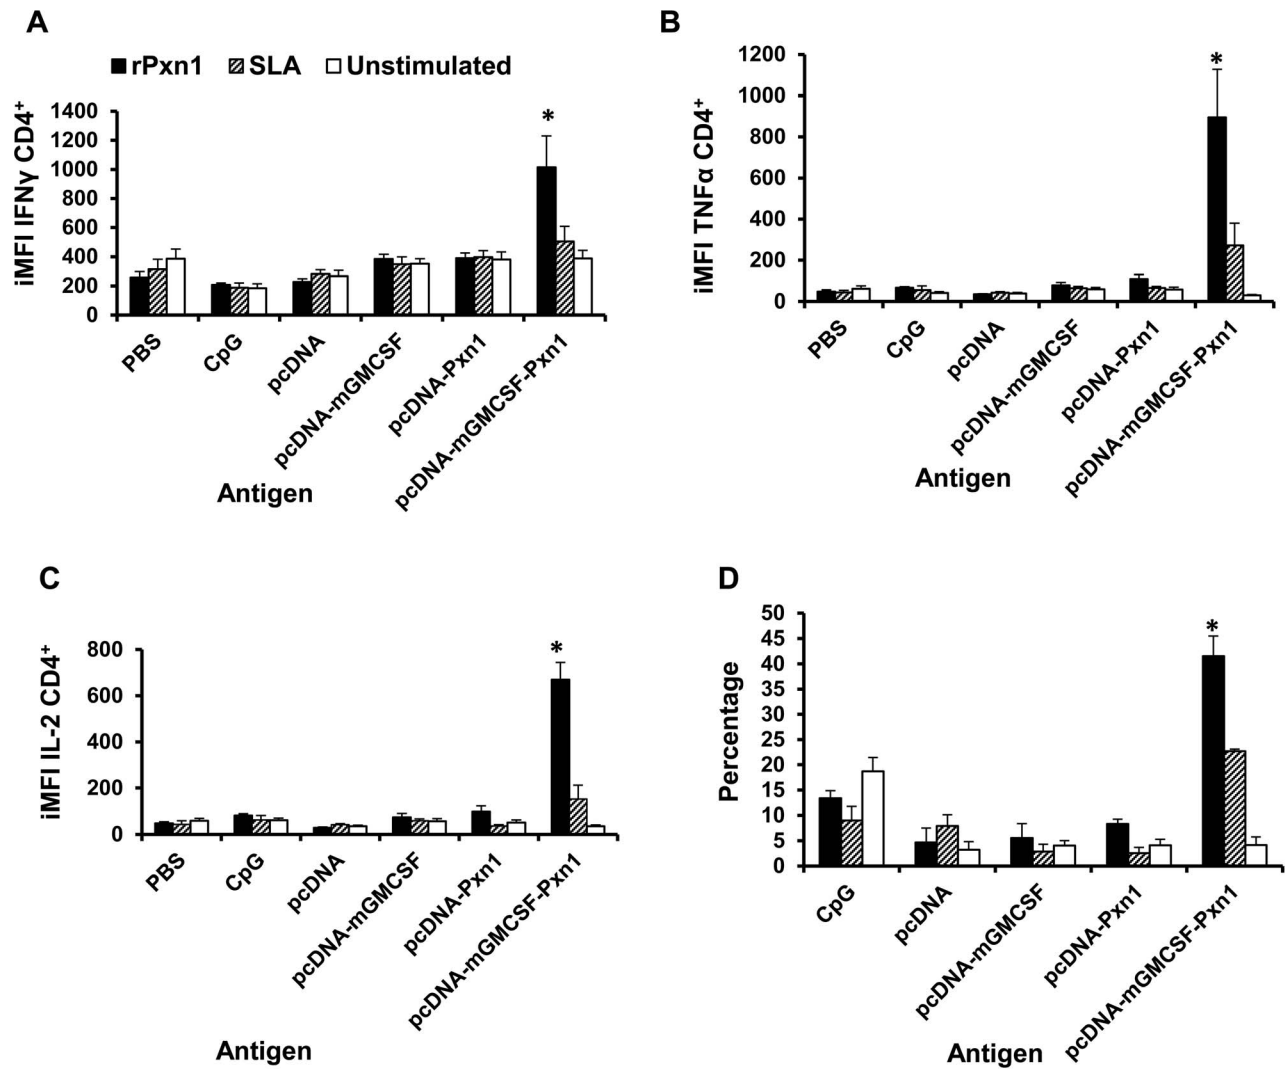 A
rPxn1 SLA Unstimulated
iMFI IFNγ CD4⁺
1400
1200
1000
800
600
400
200
0
*
PBS
CpG
pcDNA
pcDNA-mGMCSF
pcDNA-Pxn1
pcDNA-mGMCSF-Pxn1
Antigen
B
iMFI TNFα CD4⁺
1200
1000
800
600
400
200
0
*
PBS
CpG
pcDNA
pcDNA-mGMCSF
pcDNA-Pxn1
pcDNA-mGMCSF-Pxn1
Antigen
C
iMFI IL-2 CD4⁺
800
600
400
200
0
*
PBS
CpG
pcDNA
pcDNA-mGMCSF
pcDNA-Pxn1
pcDNA-mGMCSF-Pxn1
Antigen
D
Percentage
50
45
40
35
30
25
20
15
10
5
0
*
CpG
pcDNA
pcDNA-mGMCSF
pcDNA-Pxn1
pcDNA-mGMCSF-Pxn1
Antigen